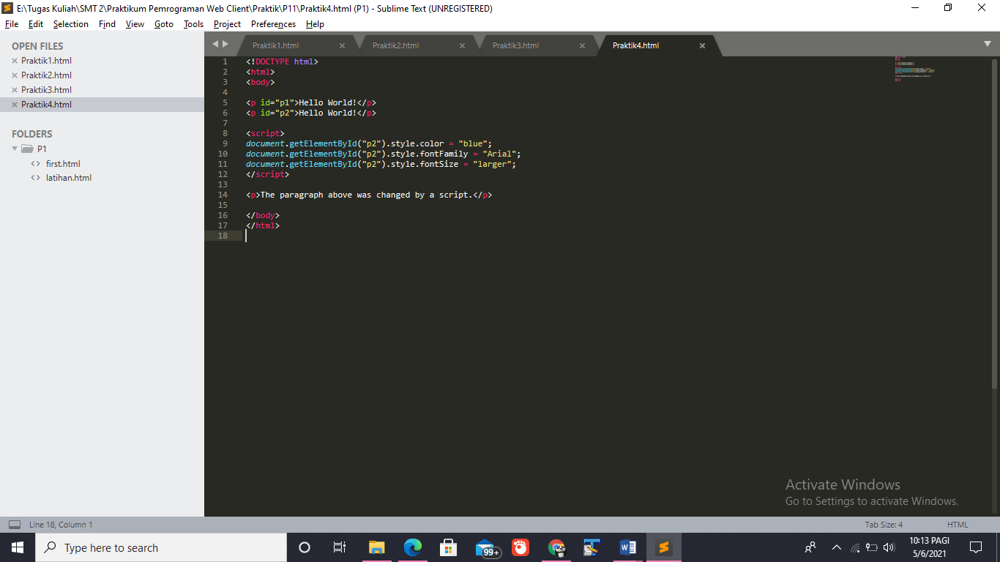 E:\Tugas Kuliah\SMT 2\Praktikum Pemrograman Web Client\Praktik\P11\Praktik4.html (P1) - Sublime Text (UNREGISTERED)
File Edit Selection Find View Goto Tools Project Preferences Help
OPEN FILES
Praktik1.html
Praktik2.html
Praktik3.html
Praktik4.html
FOLDERS
P1
first.html
latihan.html
Praktik1.html Praktik2.html Praktik3.html Praktik4.html
1 <!DOCTYPE html>
2 <html>
3 <body>
4
5 <p id="p1">Hello World!</p>
6 <p id="p2">Hello World!</p>
7
8 <script>
9 document.getElementById("p2").style.color = "blue";
10 document.getElementById("p2").style.fontFamily = "Arial";
11 document.getElementById("p2").style.fontSize = "larger";
12 </script>
13
14 <p>The paragraph above was changed by a script.</p>
15
16 </body>
17 </html>
18
Activate Windows
Go to Settings to activate Windows.
Line 18, Column 1 Tab Size: 4 HTML
Type here to search 99+ 10:13 PAGI
5/6/2021